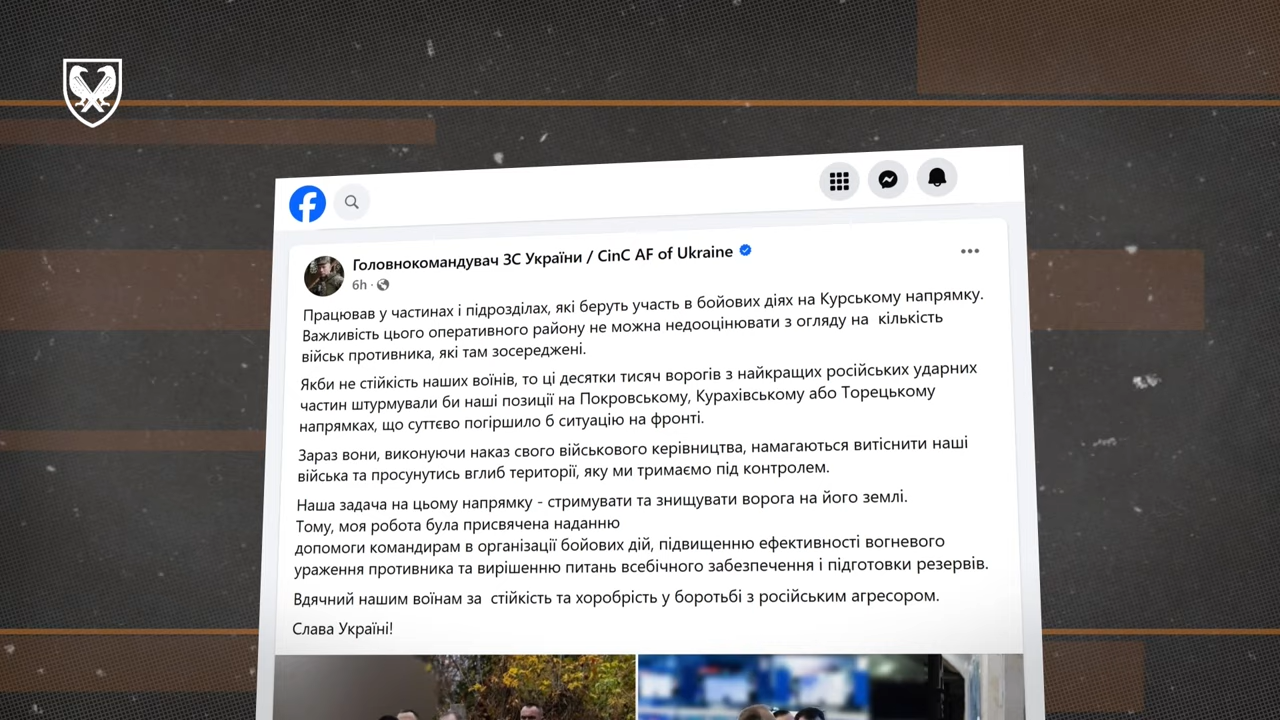 Головнокомандувач ЗС України / CinC AF of Ukraine
6h ·
Працював у частинах і підрозділах, які беруть участь в бойових діях на Курському напрямку.
Важливість цього оперативного району не можна недооцінювати з огляду на кількість
військ противника, які там зосереджені.
Якби не стійкість наших воїнів, то ці десятки тисяч ворогів з найкращих російських ударних
частин штурмували би наші позиції на Покровському, Курахівському або Торецькому
напрямках, що суттєво погіршило б ситуацію на фронті.
Зараз вони, виконуючи наказ свого військового керівництва, намагаються витіснити наші
війська та просунутись вглиб території, яку ми тримаємо під контролем.
Наша задача на цьому напрямку - стримувати та знищувати ворога на його землі.
Тому, моя робота була присвячена наданню
допомоги командирам в організації бойових дій, підвищенню ефективності вогневого
ураження противника та вирішенню питань всебічного забезпечення і підготовки резервів.
Вдячний нашим воїнам за стійкість та хоробрість у боротьбі з російським агресором.
Слава Україні!